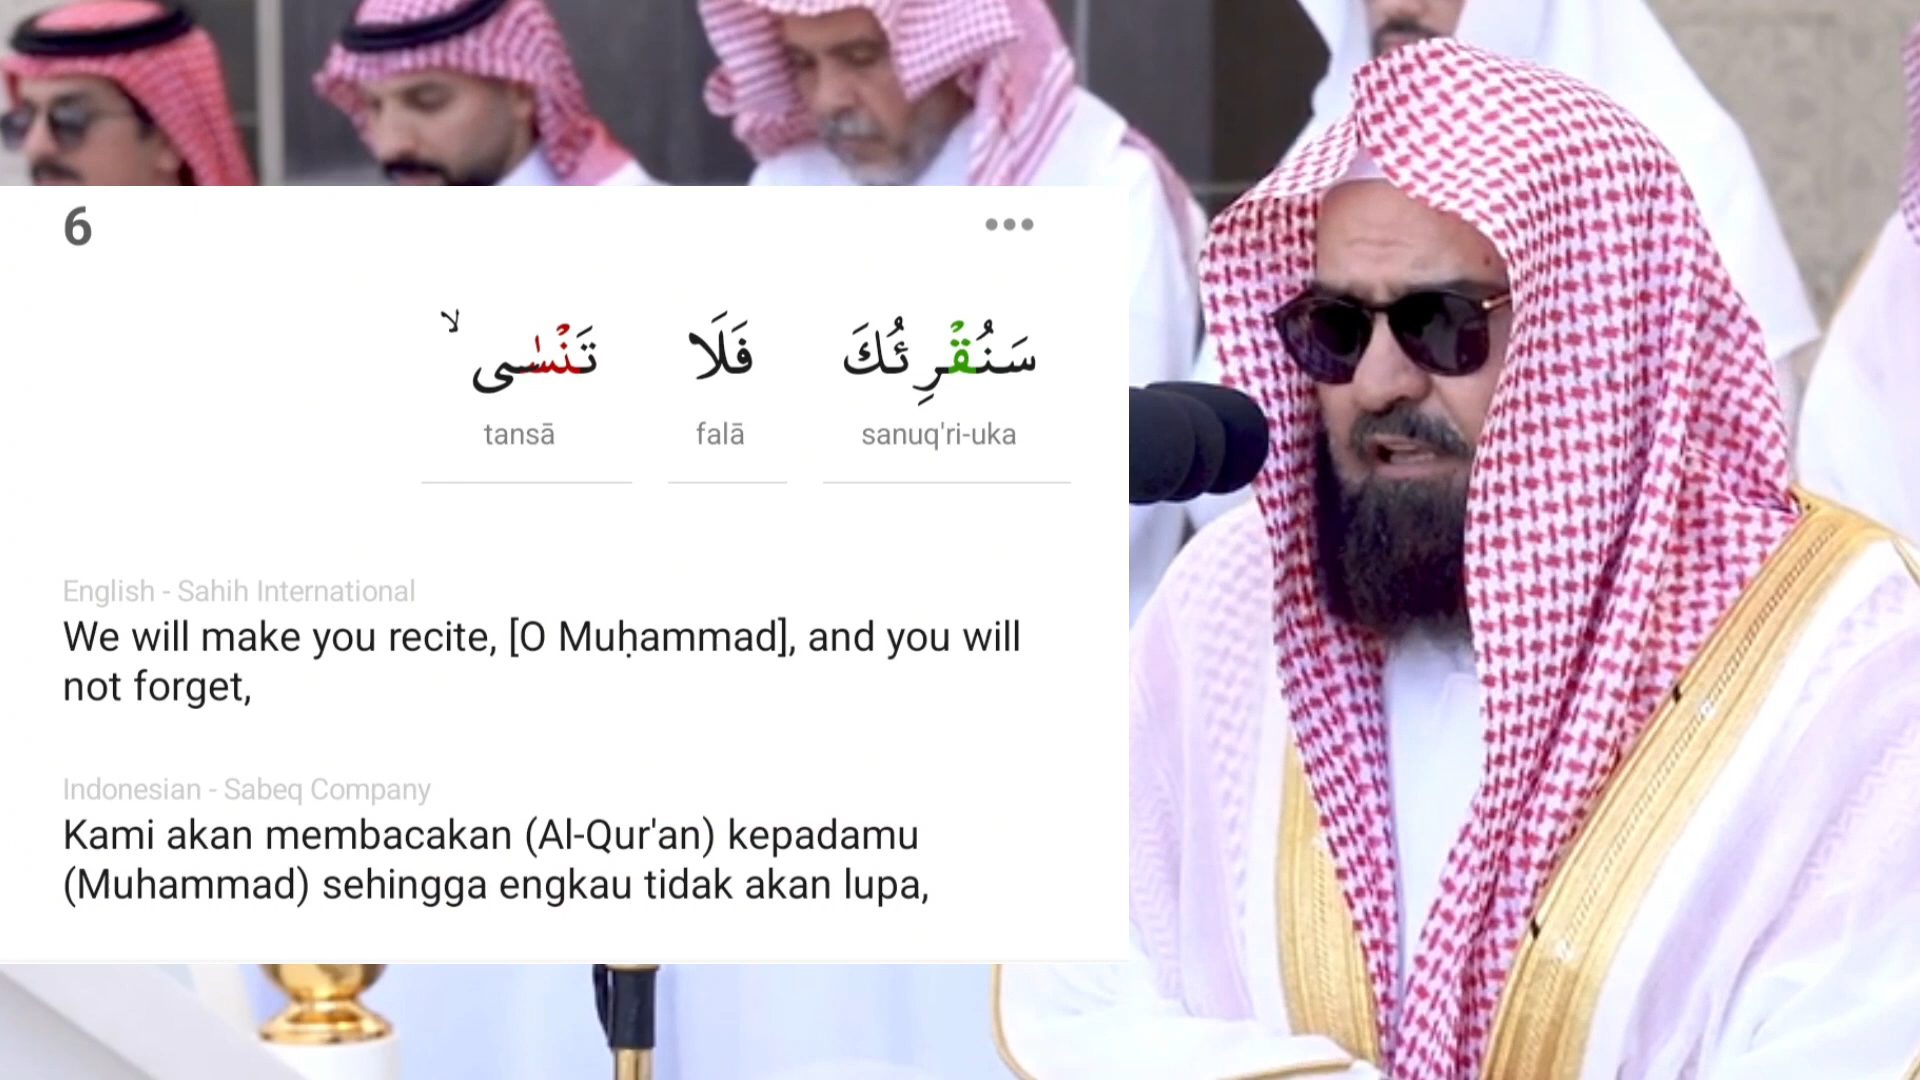 6
سَنُقْرِئُكَ فَلَا تَنْسٰىى ۙ
sanuq'ri-uka falā tansā
English - Sahih International
We will make you recite, [O Muḥammad], and you will
not forget,
Indonesian - Sabeq Company
Kami akan membacakan (Al-Qur'an) kepadamu
(Muhammad) sehingga engkau tidak akan lupa,